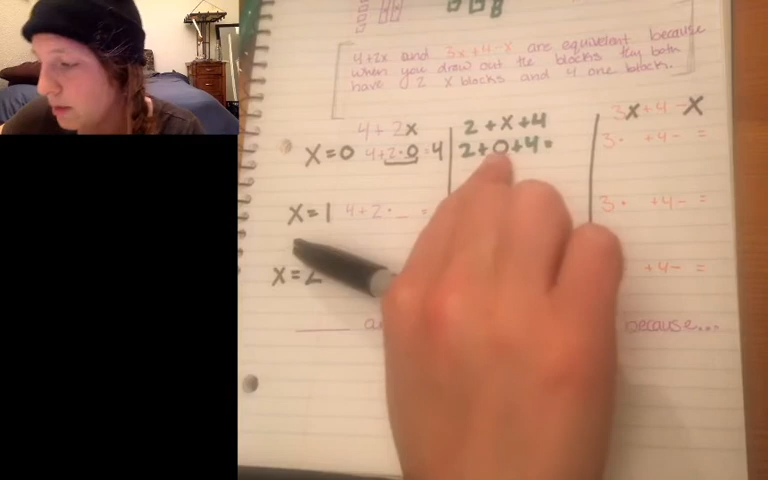 4+2x and 3x+4-x are equivalent because
when you draw out the blocks they both
have 2 x blocks and 4 one block.
4+2x
2+x+4
3x+4-x
x=0 4+2·0=4
2+0+4=
3· +4- =
x=1 4+2·_ =
3· +4- =
x=2
+4- =
because...